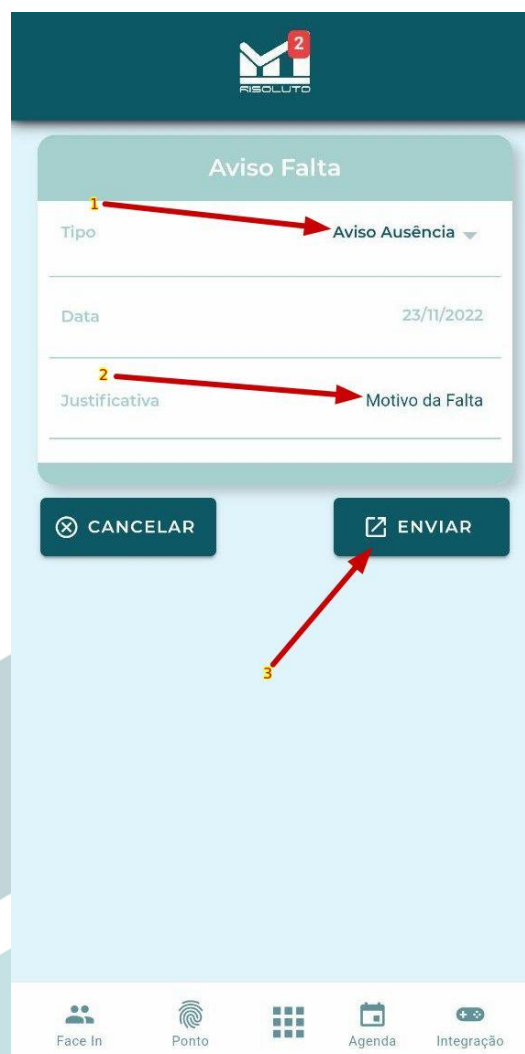 2
RISOLUTO
Aviso Falta
1
Tipo
Aviso Ausência
Data
23/11/2022
2
Justificativa
Motivo da Falta
CANCELAR
ENVIAR
3
Face In
Ponto
Agenda
Integração